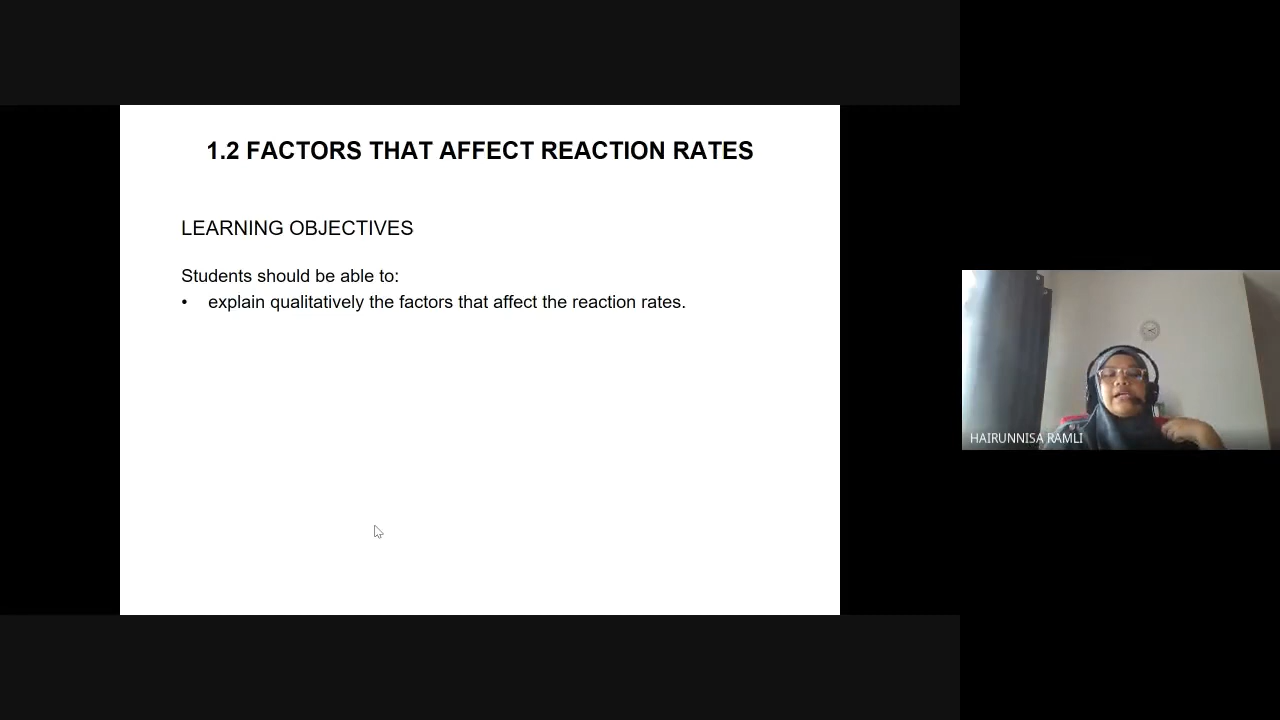 1.2 FACTORS THAT AFFECT REACTION RATES
LEARNING OBJECTIVES
Students should be able to:
• explain qualitatively the factors that affect the reaction rates.
HAIRUNNISA RAMLI